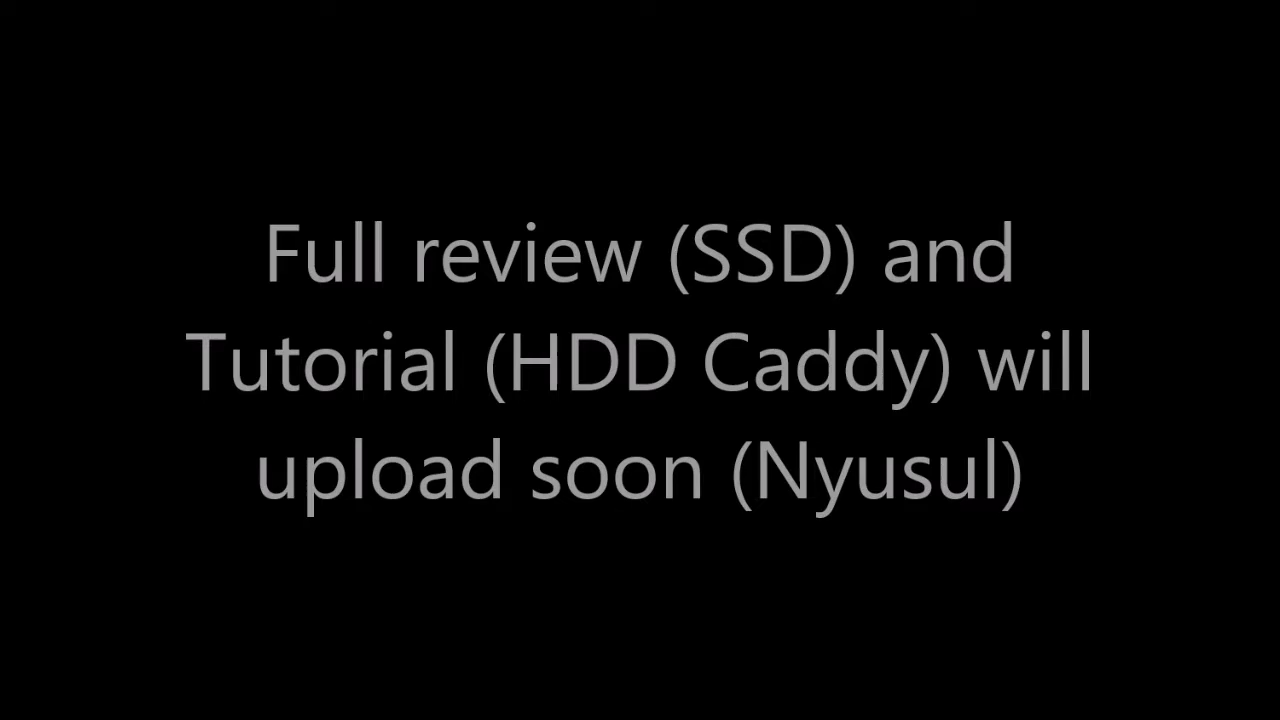 Full review (SSD) and
Tutorial (HDD Caddy) will
upload soon (Nyusul)